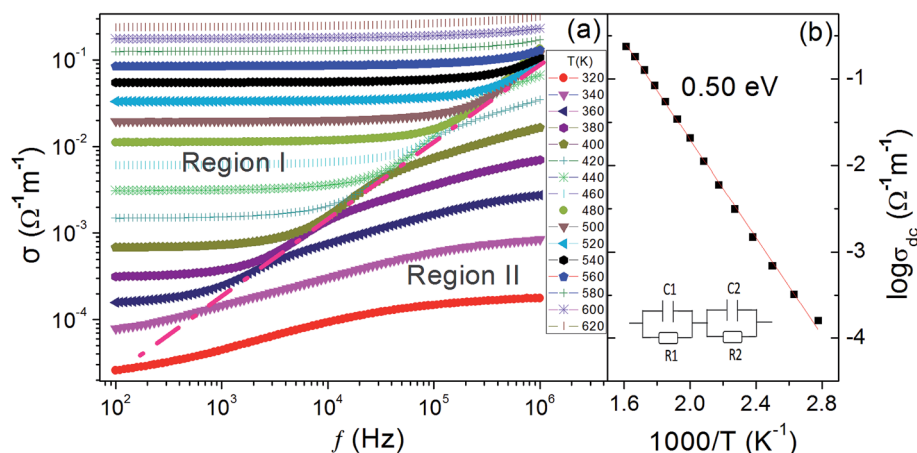 (a)
(b)
T(K)
320
340
360
380
400
420
440
460
480
500
520
540
560
580
600
620
Region I
Region II
σ (Ω⁻¹m⁻¹)
10⁻¹
10⁻²
10⁻³
10⁻⁴
10² 10³ 10⁴ 10⁵ 10⁶
f (Hz)
0.50 eV
C1 C2
R1 R2
-1
-2
-3
-4
logσdc (Ω⁻¹m⁻¹)
1.6 2.0 2.4 2.8
1000/T (K⁻¹)